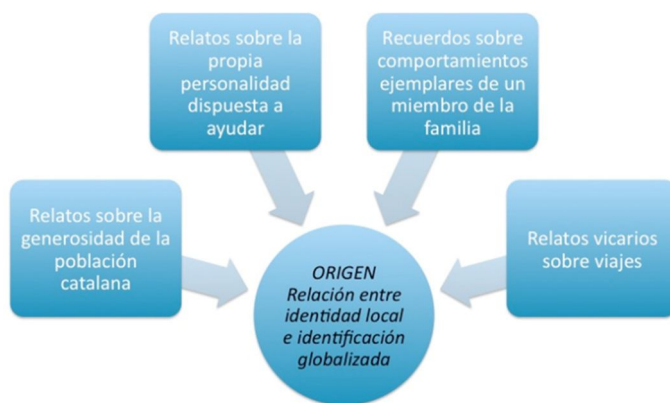 Relatos sobre la
propia
personalidad
dispuesta a
ayudar
Recuerdos sobre
comportamientos
ejemplares de un
miembro de la
familia
Relatos sobre la
generosidad de la
población
catalana
Relatos vicarios
sobre viajes
ORIGEN
Relación entre
identidad local
e identificación
globalizada